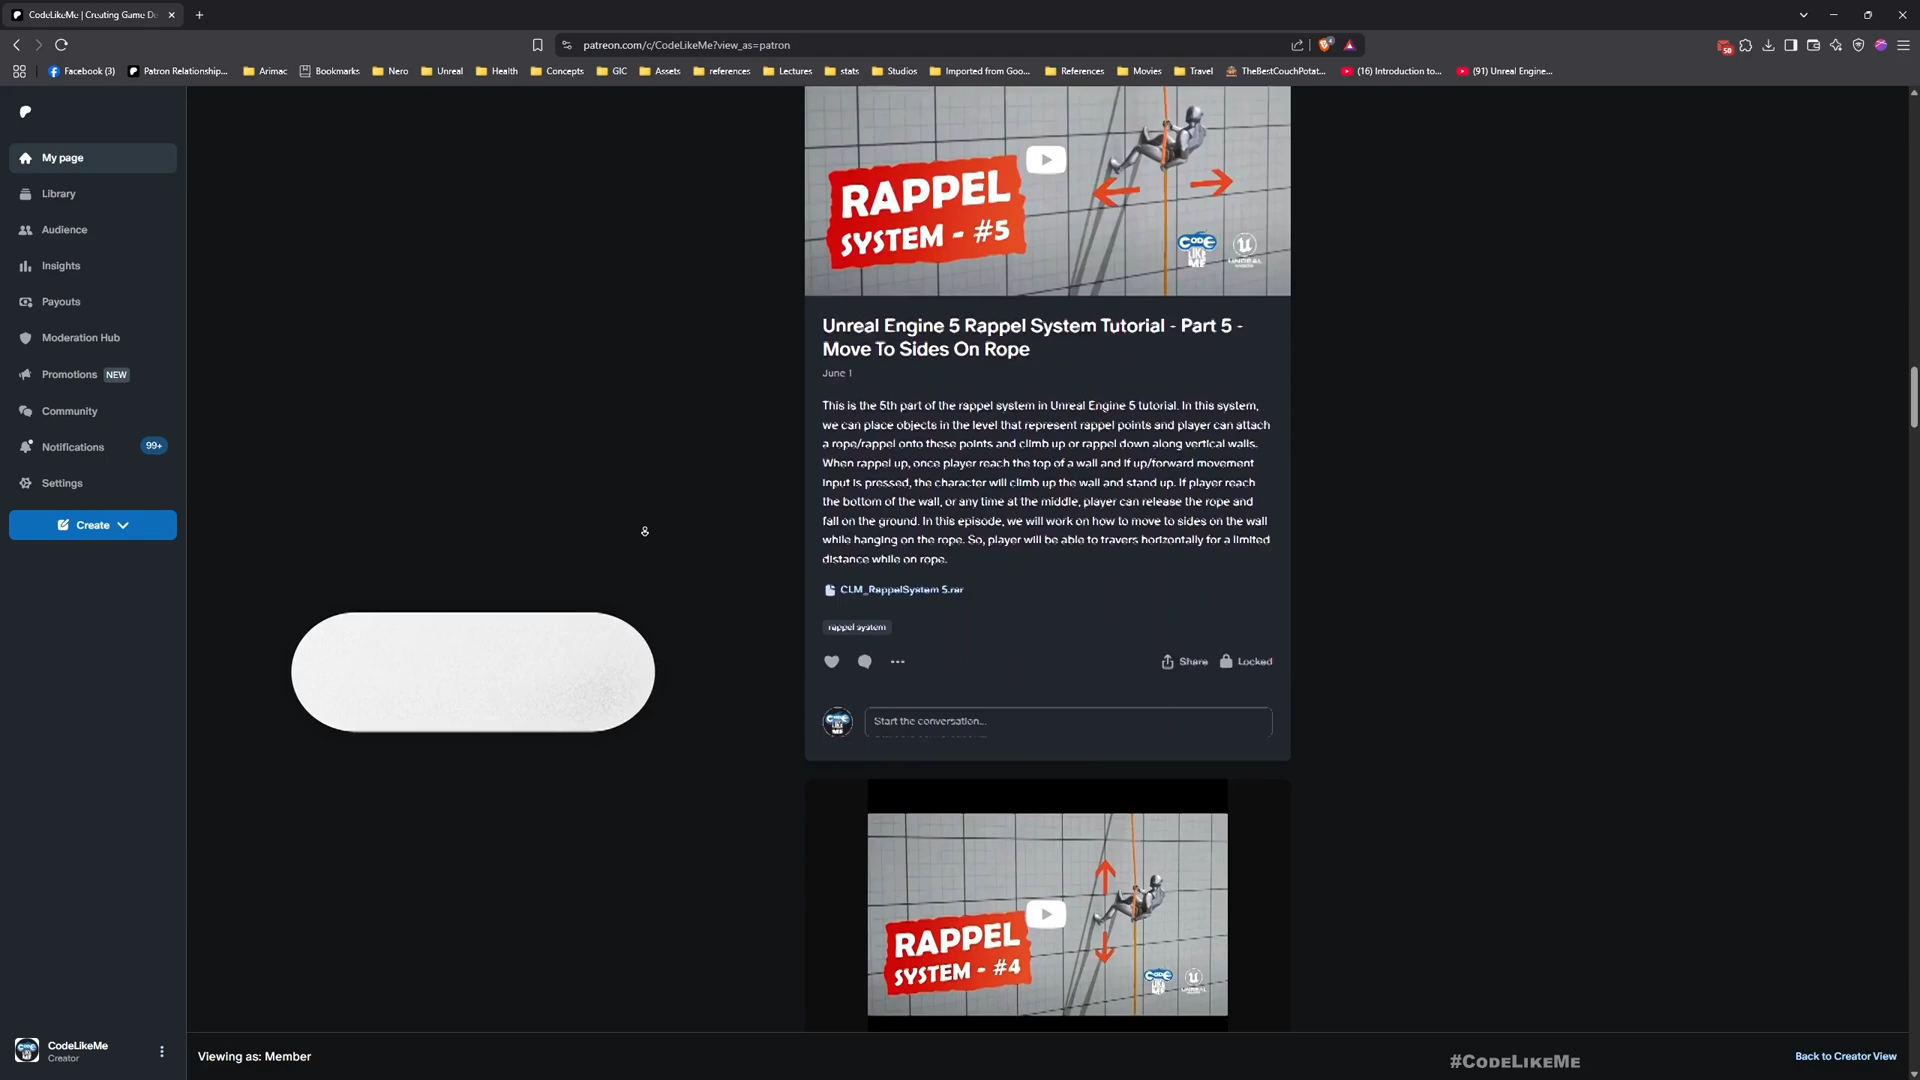 CodeLikeMe | Creating Game De
patreon.com/c/CodeLikeMe?view_as=patron
50
Facebook (3)
Patron Relationship...
Arimac
Bookmarks
Nero
Unreal
Health
Concepts
GIC
Assets
references
Lectures
stats
Studios
Imported from Goo...
References
Movies
Travel
TheBestCouchPotat...
(16) Introduction to...
(91) Unreal Engine...
My page
Library
Audience
Insights
Payouts
Moderation Hub
Promotions NEW
Community
Notifications 99+
Settings
Create
RAPPEL
SYSTEM - #5
CODE
LIKE
ME
UNREAL
Unreal Engine 5 Rappel System Tutorial - Part 5 -
Move To Sides On Rope
June 1
This is the 5th part of the rappel system in Unreal Engine 5 tutorial. In this system,
we can place objects in the level that represent rappel points and player can attach
a rope/rappel onto these points and climb up or rappel down along vertical walls.
When rappel up, once player reach the top of a wall and if up/forward movement
input is pressed, the character will climb up the wall and stand up. If player reach
the bottom of the wall, or any time at the middle, player can release the rope and
fall on the ground. In this episode, we will work on how to move to sides on the wall
while hanging on the rope. So, player will be able to travers horizontally for a limited
distance while on rope.
CLM_RappelSystem 5.rar
rappel system
Share
Locked
Start the conversation...
RAPPEL
SYSTEM - #4
CODE
LIKE
ME
CodeLikeMe
Creator
Viewing as: Member
#CodeLikeMe
Back to Creator View